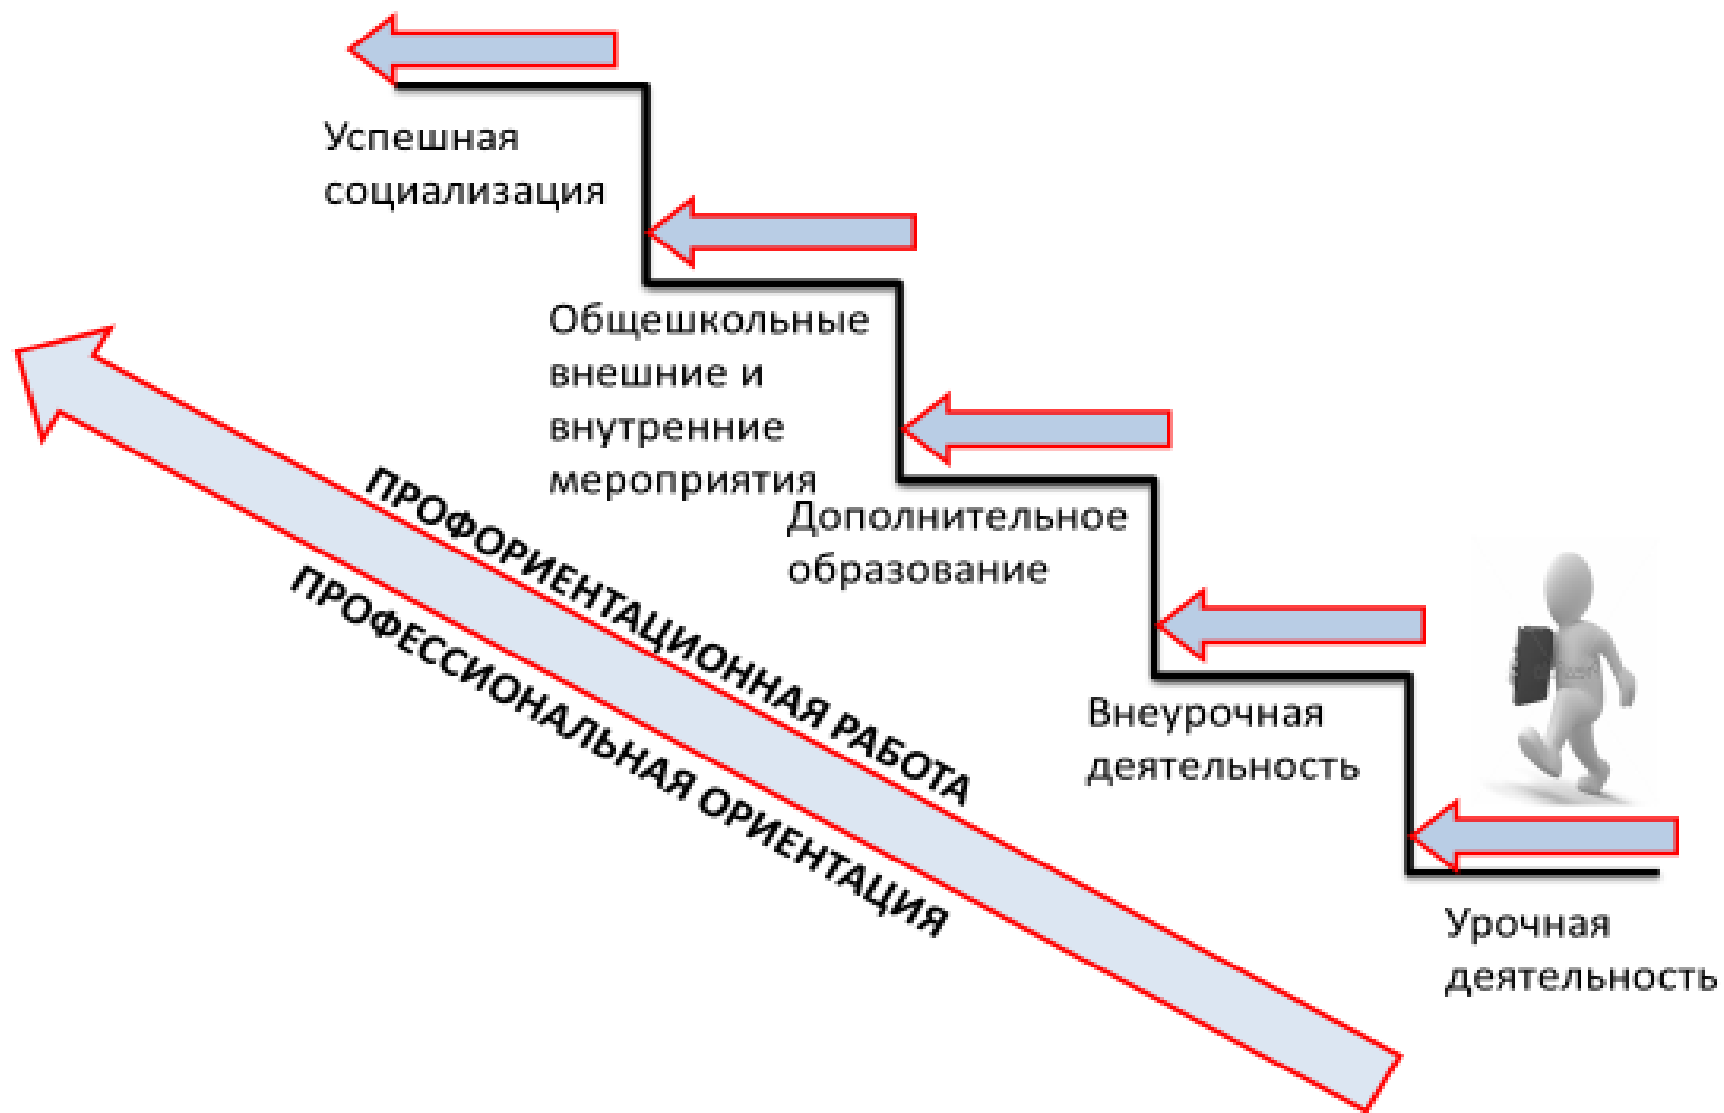 Успешная
социализация
Общешкольные
внешние и
внутренние
мероприятия
Дополнительное
образование
Внеурочная
деятельность
Урочная
деятельность
ПРОФОРИЕНТАЦИОННАЯ РАБОТА
ПРОФЕССИОНАЛЬНАЯ ОРИЕНТАЦИЯ